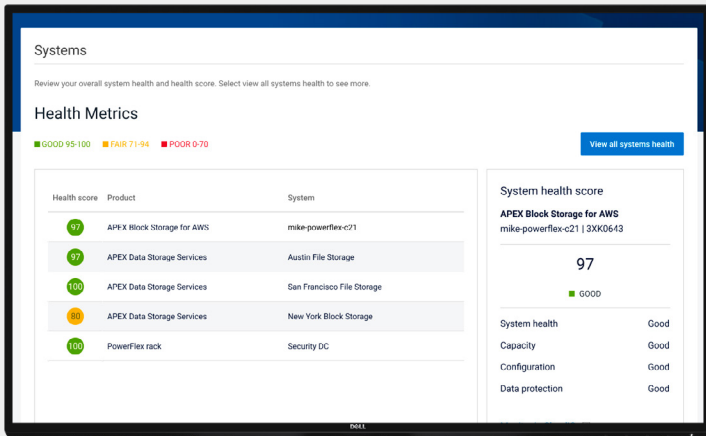 Systems
Review your overall system health and health score. Select view all systems health to see more.
Health Metrics
GOOD 95-100 FAIR 71-94 POOR 0-70
View all systems health
Health score Product System
97 APEX Block Storage for AWS mike-powerflex-c21
97 APEX Data Storage Services Austin File Storage
100 APEX Data Storage Services San Francisco File Storage
80 APEX Data Storage Services New York Block Storage
100 PowerFlex rack Security DC
System health score
APEX Block Storage for AWS
mike-powerflex-c21 | 3XK0643
97
GOOD
System health Good
Capacity Good
Configuration Good
Data protection Good
DELL